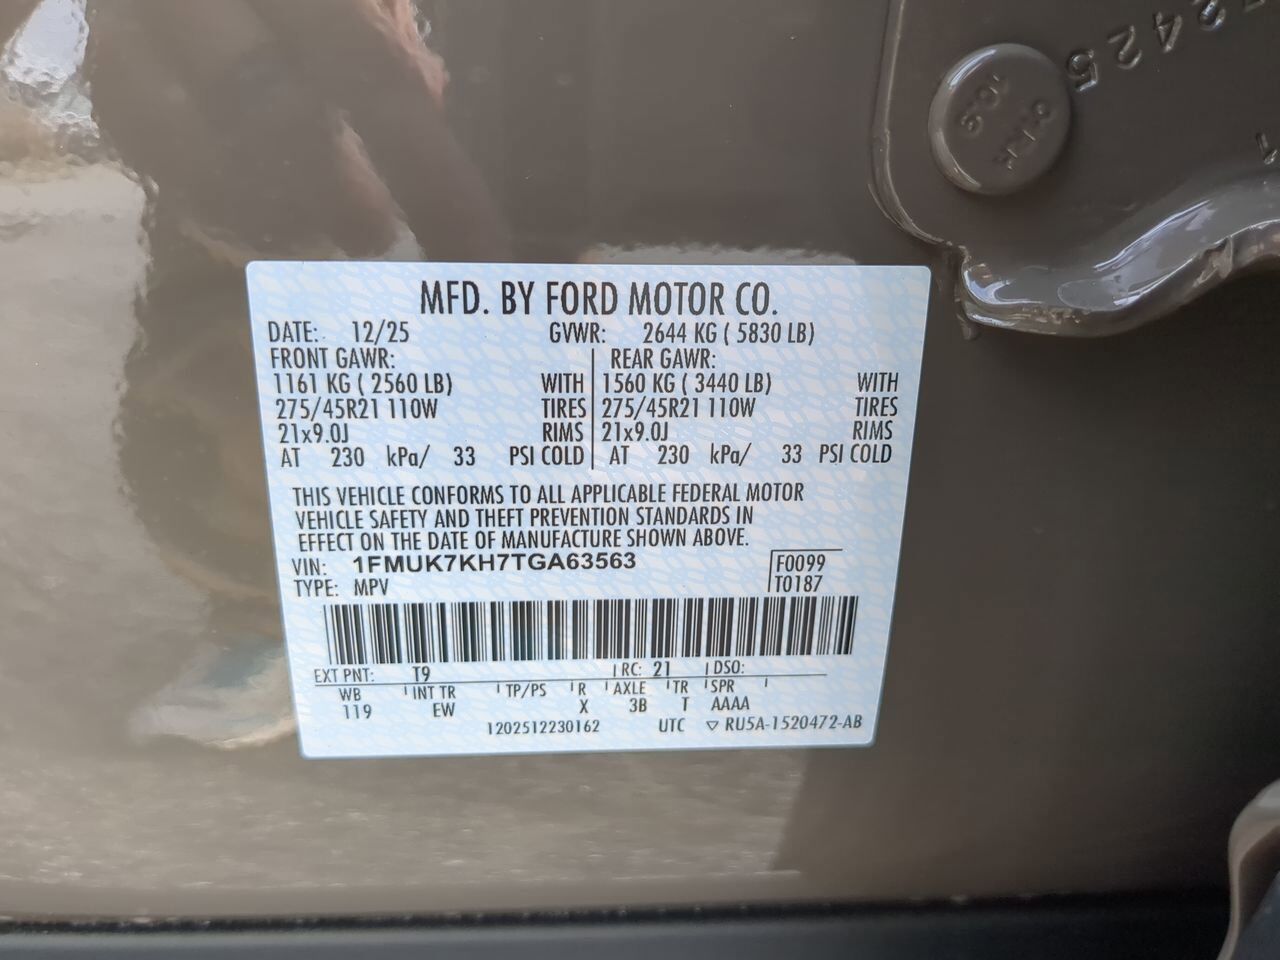 52425
10.9
MFD. BY FORD MOTOR CO.
DATE: 12/25 GVWR: 2644 KG ( 5830 LB)
FRONT GAWR: REAR GAWR:
1161 KG ( 2560 LB) WITH 1560 KG ( 3440 LB) WITH
275/45R21 110W TIRES 275/45R21 110W TIRES
21x9.0J RIMS 21x9.0J RIMS
AT 230 kPa/ 33 PSI COLD AT 230 kPa/ 33 PSI COLD
THIS VEHICLE CONFORMS TO ALL APPLICABLE FEDERAL MOTOR
VEHICLE SAFETY AND THEFT PREVENTION STANDARDS IN
EFFECT ON THE DATE OF MANUFACTURE SHOWN ABOVE.
VIN: 1FMUK7KH7TGA63563 F0099
TYPE: MPV T0187
EXT PNT: T9 RC: 21 DSO:
WB INT TR TP/PS R AXLE TR SPR
119 EW X 3B T AAAA
1202512230162 UTC ▽ RU5A-1520472-AB